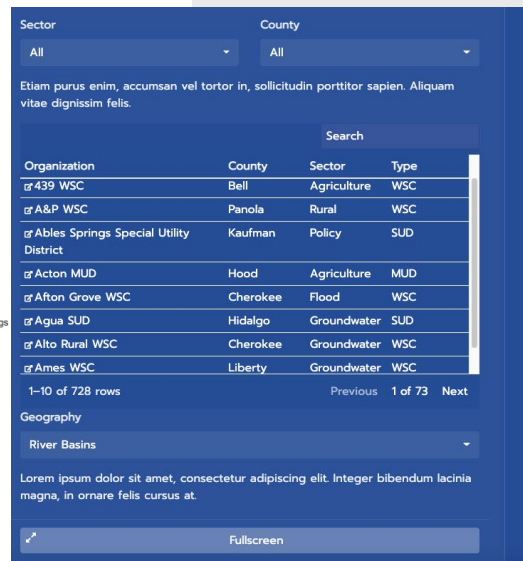 Sector County
All All
Etiam purus enim, accumsan vel tortor in, sollicitudin porttitor sapien. Aliquam
vitae dignissim felis.
Search
Organization County Sector Type
439 WSC Bell Agriculture WSC
A&P WSC Panola Rural WSC
Ables Springs Special Utility Kaufman Policy SUD
District
Acton MUD Hood Agriculture MUD
Afton Grove WSC Cherokee Flood WSC
gs
Agua SUD Hidalgo Groundwater SUD
Alto Rural WSC Cherokee Groundwater WSC
Ames WSC Liberty Groundwater WSC
1–10 of 728 rows Previous 1 of 73 Next
Geography
River Basins
Lorem ipsum dolor sit amet, consectetur adipiscing elit. Integer bibendum lacinia
magna, in ornare felis cursus at.
Fullscreen